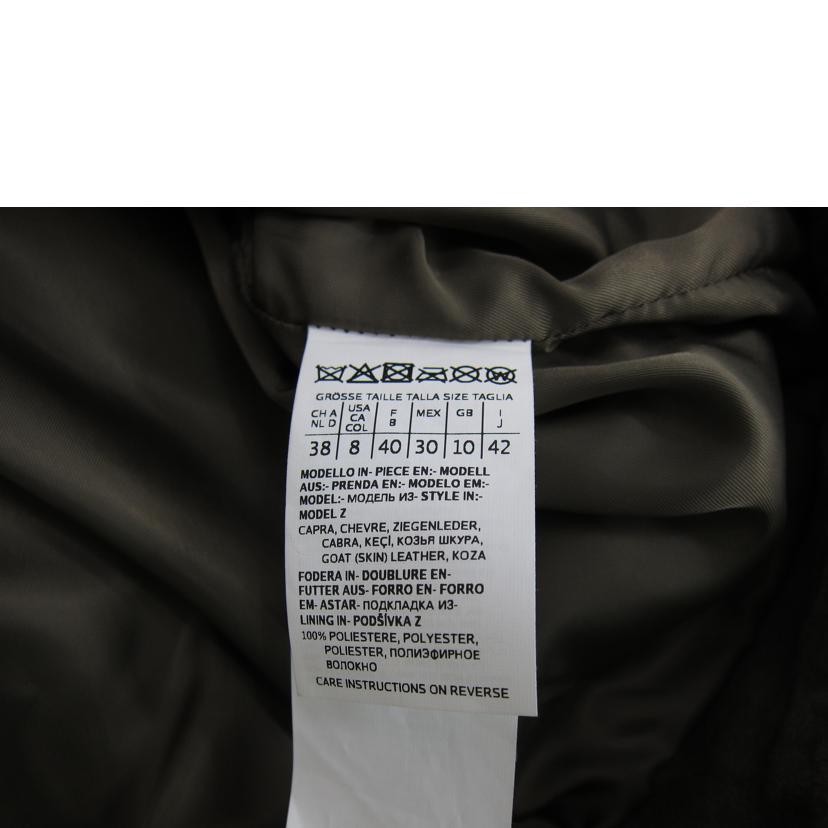 GRÖSSE TAILLE TALLA SIZE TAGLIA
CH A NL D USA CA COL F B MEX GB I J
38 8 40 30 10 42
MODELLO IN- PIECE EN:- MODELL
AUS:- PRENDA EN:- MODELO EM:-
MODEL:- МОДЕЛЬ ИЗ- STYLE IN:-
MODEL Z
CAPRA, CHEVRE, ZIEGENLEDER,
CABRA, KEÇİ, КОЗЬЯ ШКУРА,
GOAT (SKIN) LEATHER, KOZA
FODERA IN- DOUBLURE EN-
FUTTER AUS- FORRO EN- FORRO
EM- ASTAR- ПОДКЛАДКА ИЗ-
LINING IN- PODŠÍVKA Z
100% POLIESTERE, POLYESTER,
POLIESTER, ПОЛИЭФИРНОЕ
ВОЛОКНО
CARE INSTRUCTIONS ON REVERSE